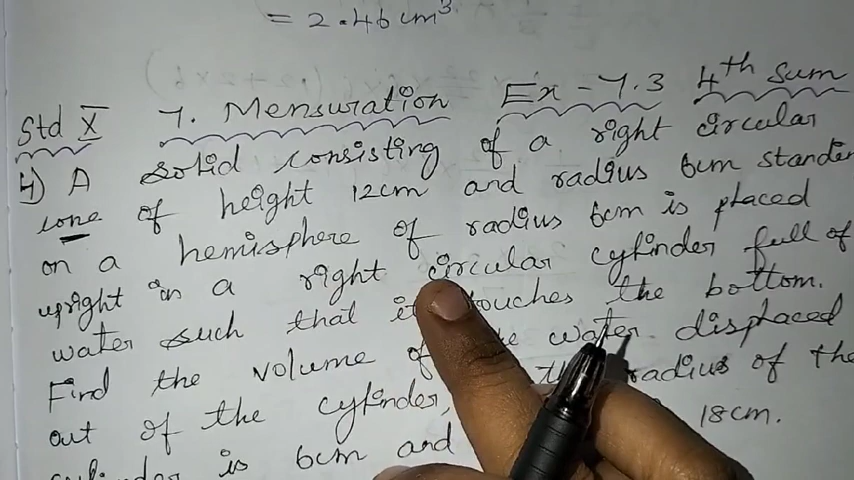 = 2.46 cm³
Std X 7. Mensuration Ex - 7.3 4th sum
4) A solid consisting of a right circular
cone of height 12cm and radius 6cm standin
on a hemisphere of radius 6cm is placed
upright in a right circular cylinder full of
water such that it touches the bottom.
Find the volume of water displaced
out of the cylinder, radius of the
is 6cm and 18cm.